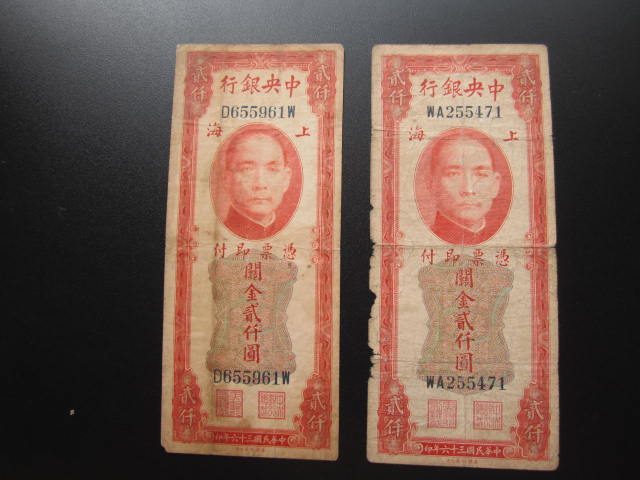 貳仟
貳仟
中央銀行
D655961W
上海
憑票即付
關金貳仟圓
D655961W
貳仟
貳仟
中華民國三十六年印
貳仟
貳仟
中央銀行
WA255471
上海
憑票即付
關金貳仟圓
WA255471
貳仟
貳仟
中華民國三十六年印